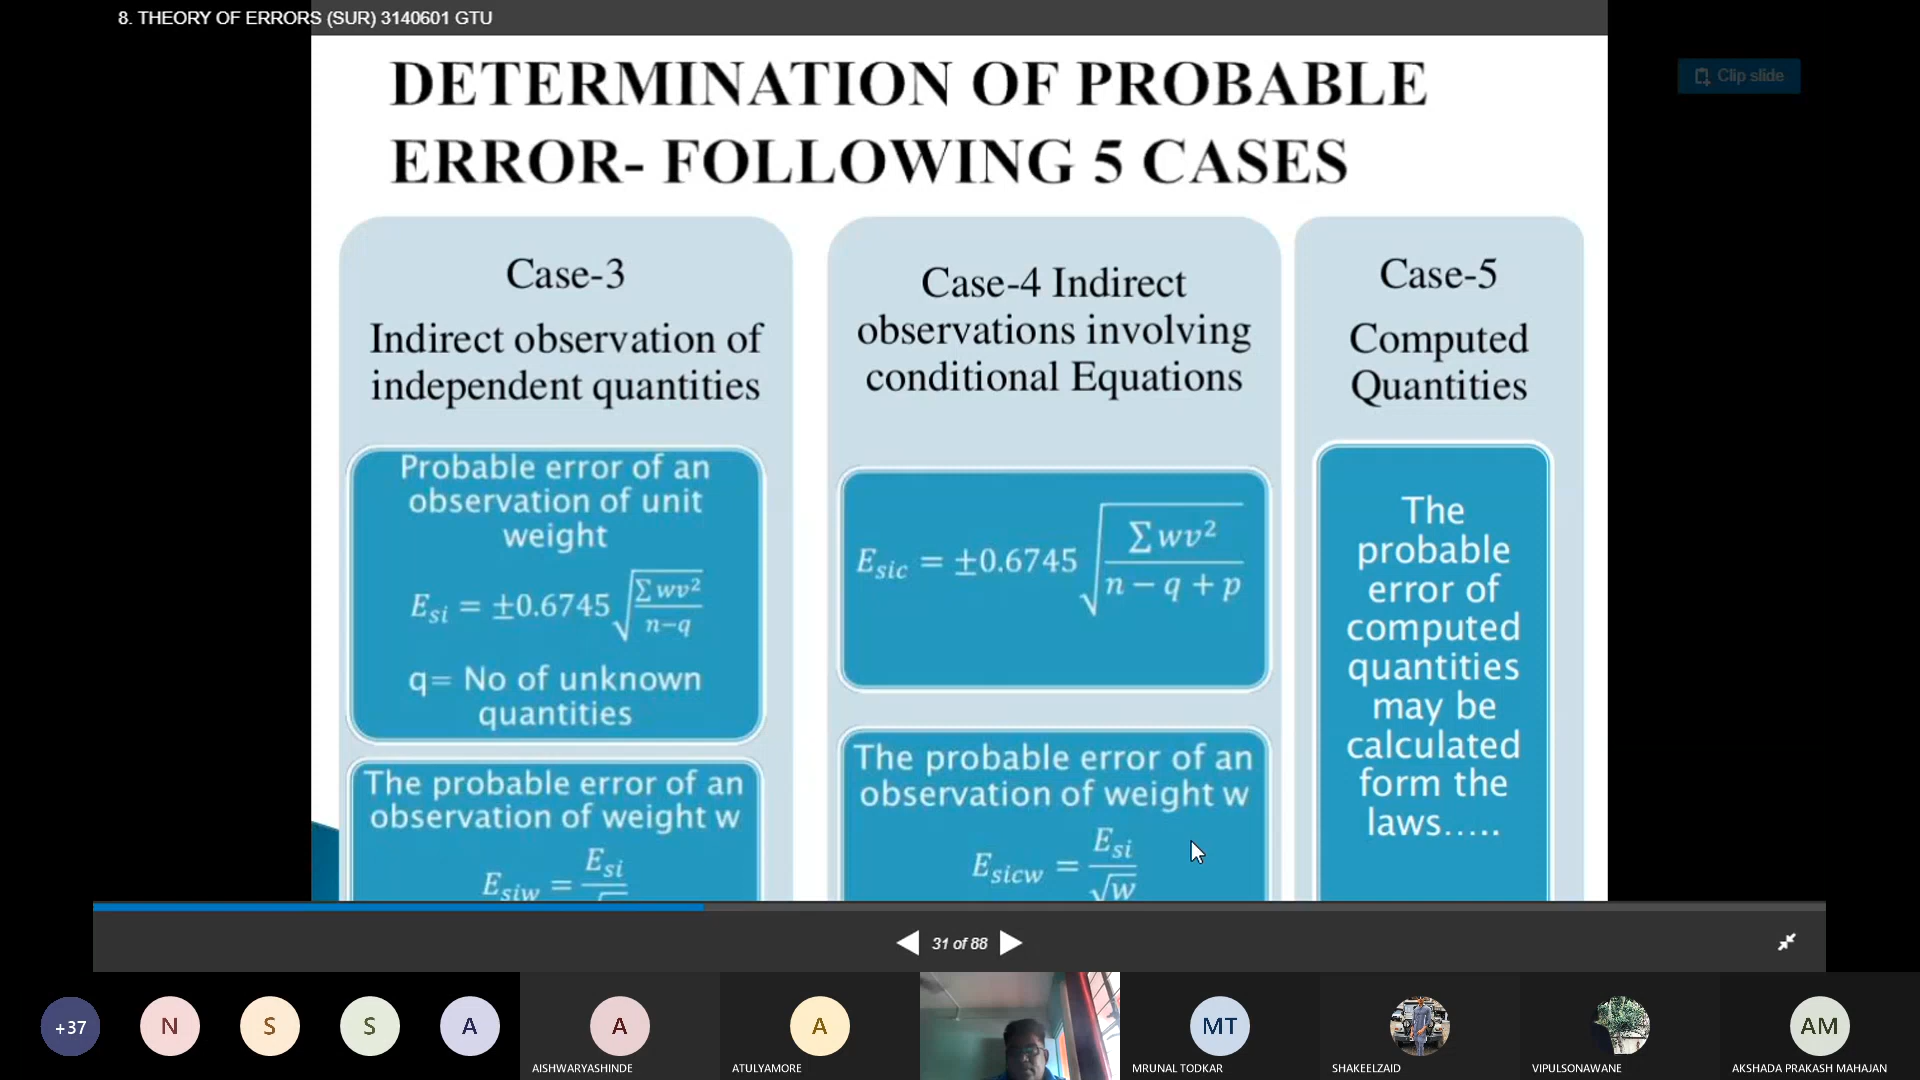 8. THEORY OF ERRORS (SUR) 3140601 GTU
Clip slide
DETERMINATION OF PROBABLE
ERROR- FOLLOWING 5 CASES
Case-3
Indirect observation of
independent quantities
Probable error of an
observation of unit
weight
E_si = ±0.6745 √(∑wv²/(n−q))
q= No of unknown
quantities
The probable error of an
observation of weight w
E_siw = E_si
Case-4 Indirect
observations involving
conditional Equations
E_sic = ±0.6745 √(∑wv²/(n − q + p))
The probable error of an
observation of weight w
E_sicw = E_si/√w
Case-5
Computed
Quantities
The
probable
error of
computed
quantities
may be
calculated
form the
laws…..
31 of 88
+37
N
S
S
A
A
AISHWARYASHINDE
A
ATULYAMORE
MT
MRUNAL TODKAR
SHAKEELZAID
VIPULSONAWANE
AM
AKSHADA PRAKASH MAHAJAN